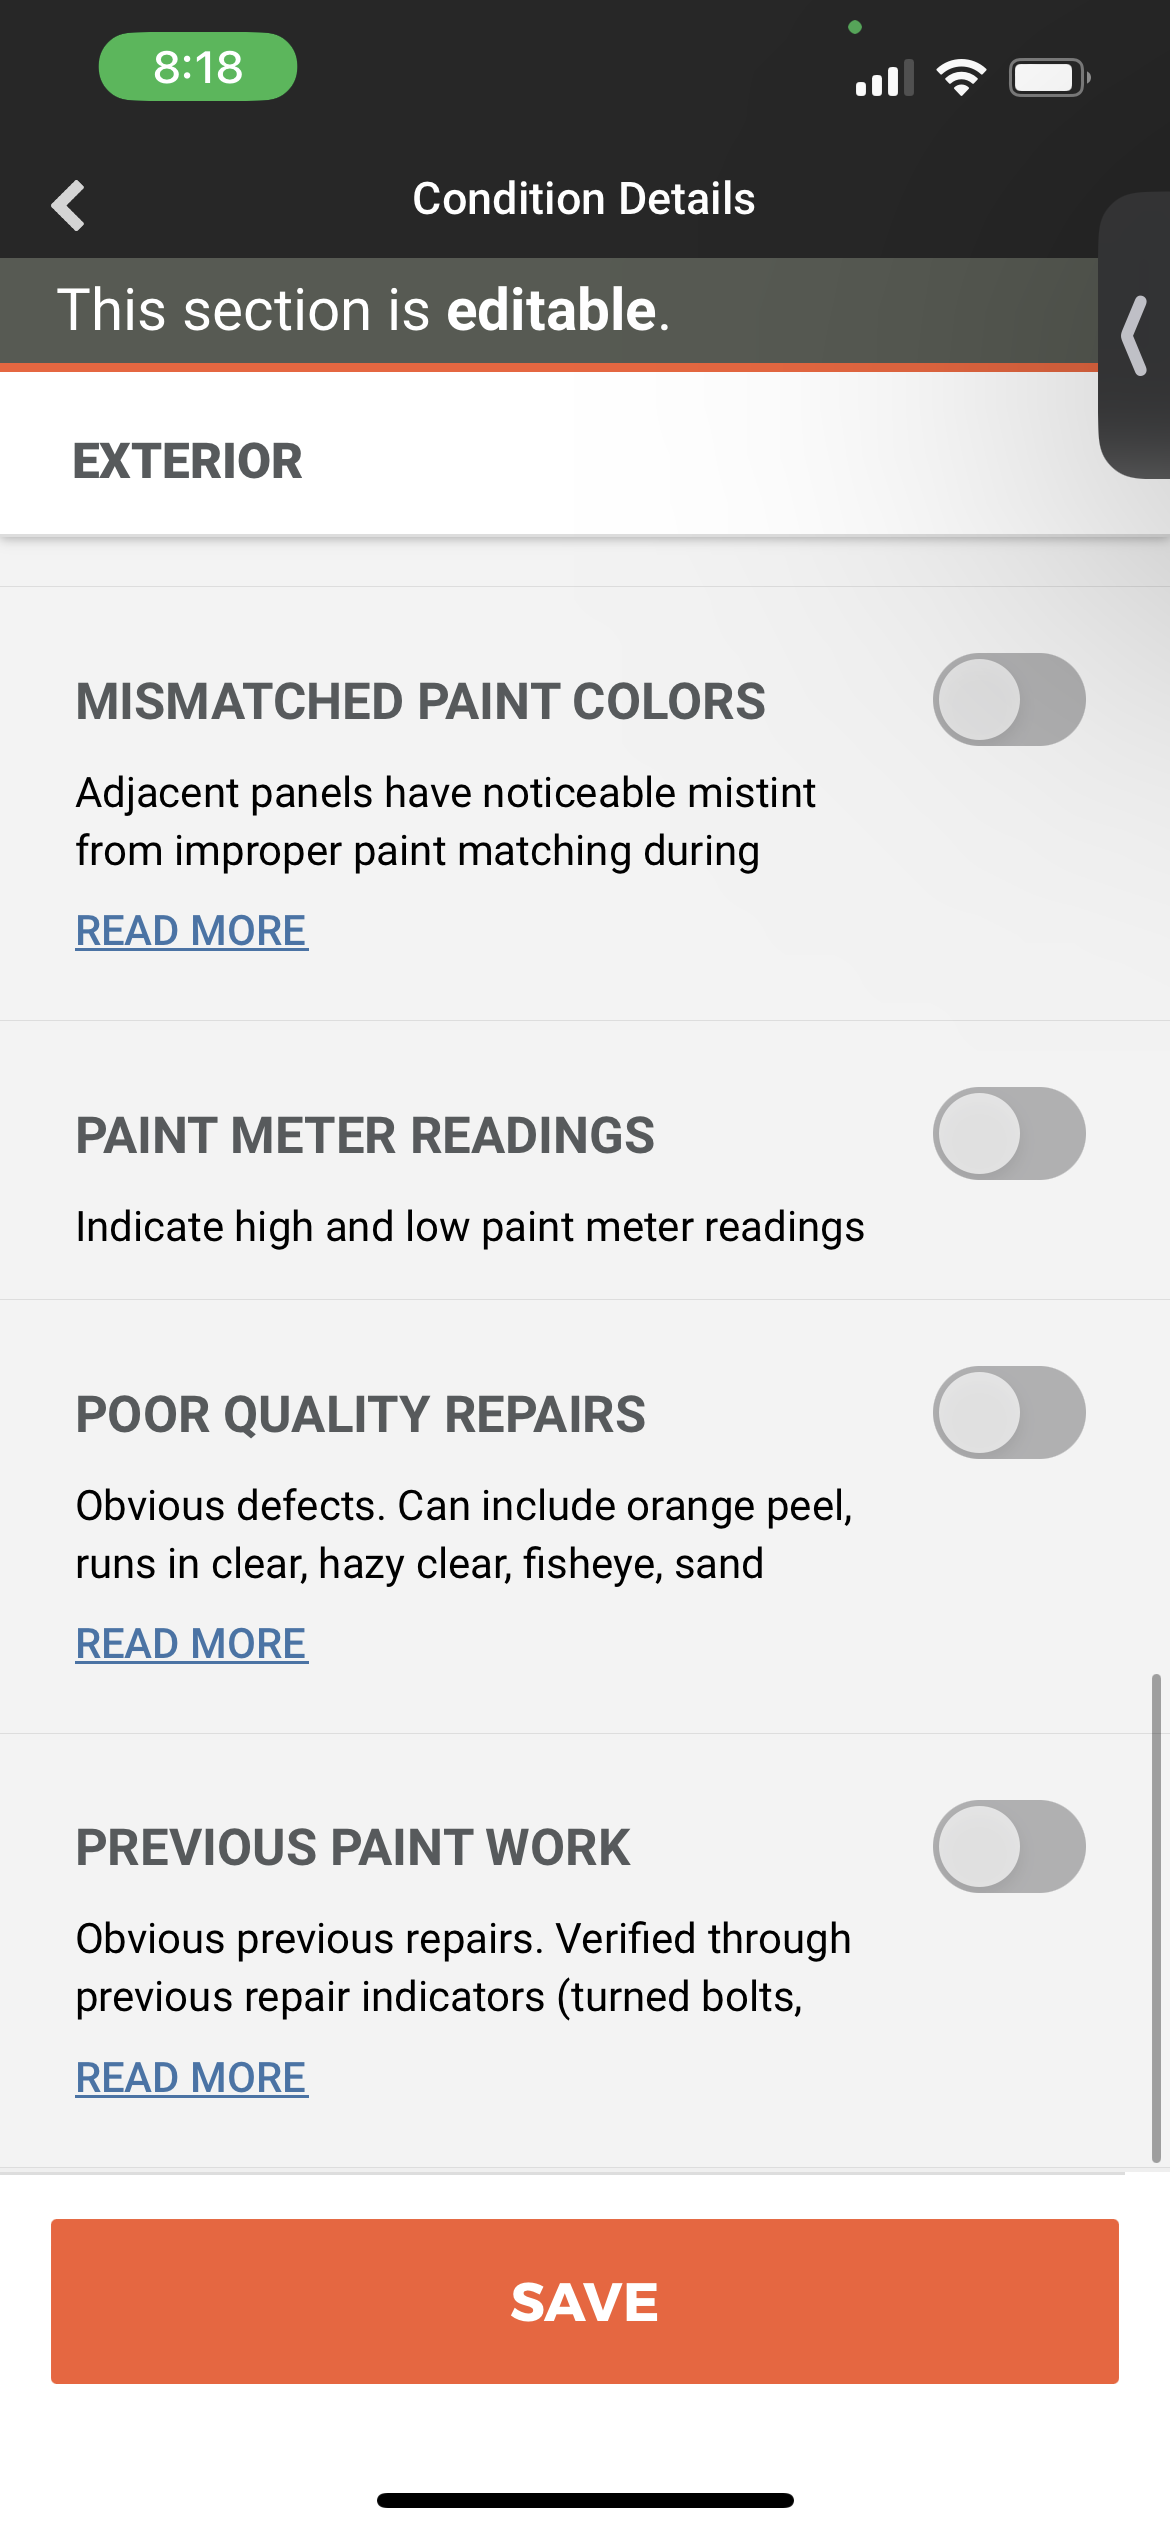 8:18
Condition Details
This section is editable.
EXTERIOR
MISMATCHED PAINT COLORS
Adjacent panels have noticeable mistint
from improper paint matching during
READ MORE
PAINT METER READINGS
Indicate high and low paint meter readings
POOR QUALITY REPAIRS
Obvious defects. Can include orange peel,
runs in clear, hazy clear, fisheye, sand
READ MORE
PREVIOUS PAINT WORK
Obvious previous repairs. Verified through
previous repair indicators (turned bolts,
READ MORE
SAVE